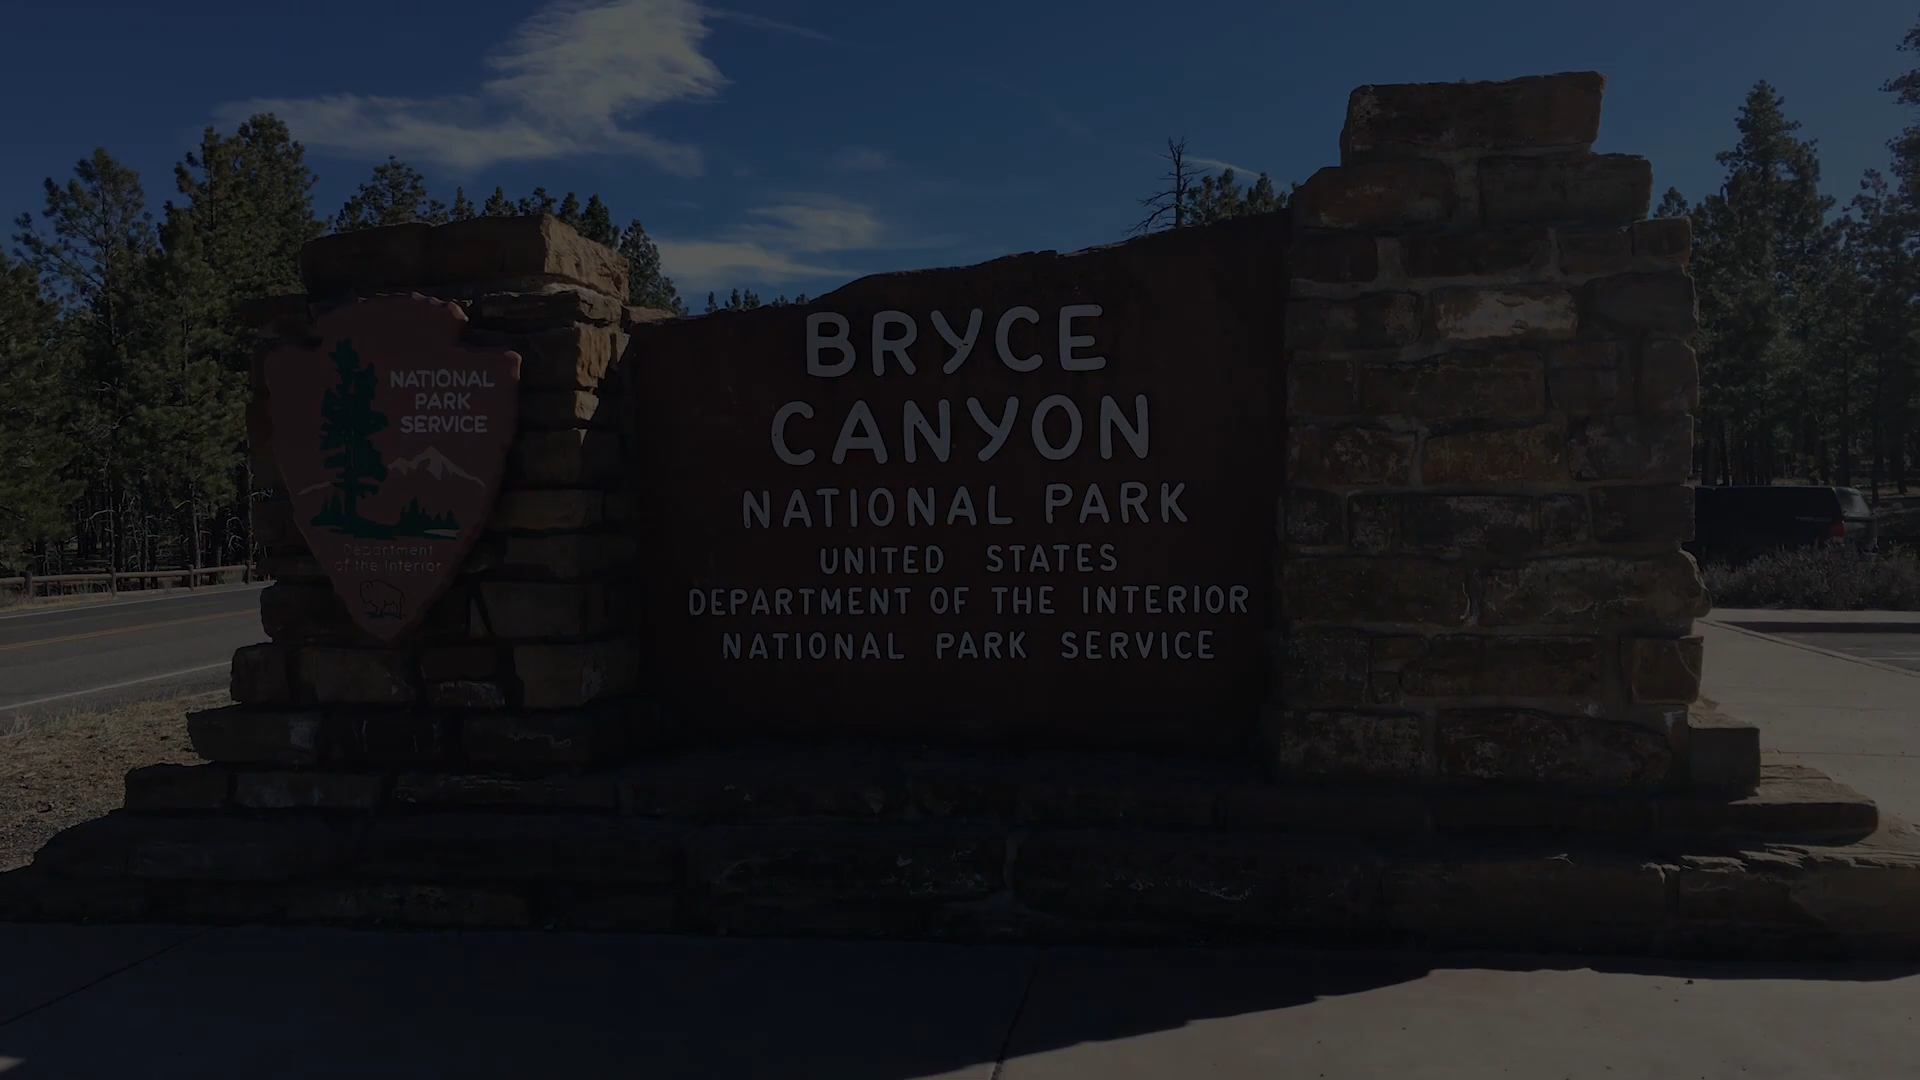 NATIONAL
PARK
SERVICE
Department
of the Interior
BRYCE
CANYON
NATIONAL PARK
UNITED STATES
DEPARTMENT OF THE INTERIOR
NATIONAL PARK SERVICE